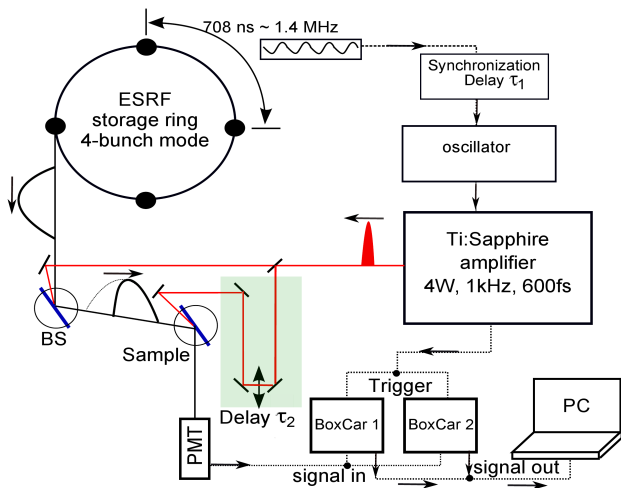 708 ns ~ 1.4 MHz
Synchronization
Delay τ1
ESRF
storage ring
4-bunch mode
oscillator
Ti:Sapphire
amplifier
4W, 1kHz, 600fs
BS
Sample
Delay τ2
Trigger
PMT
BoxCar 1
BoxCar 2
PC
signal in
signal out